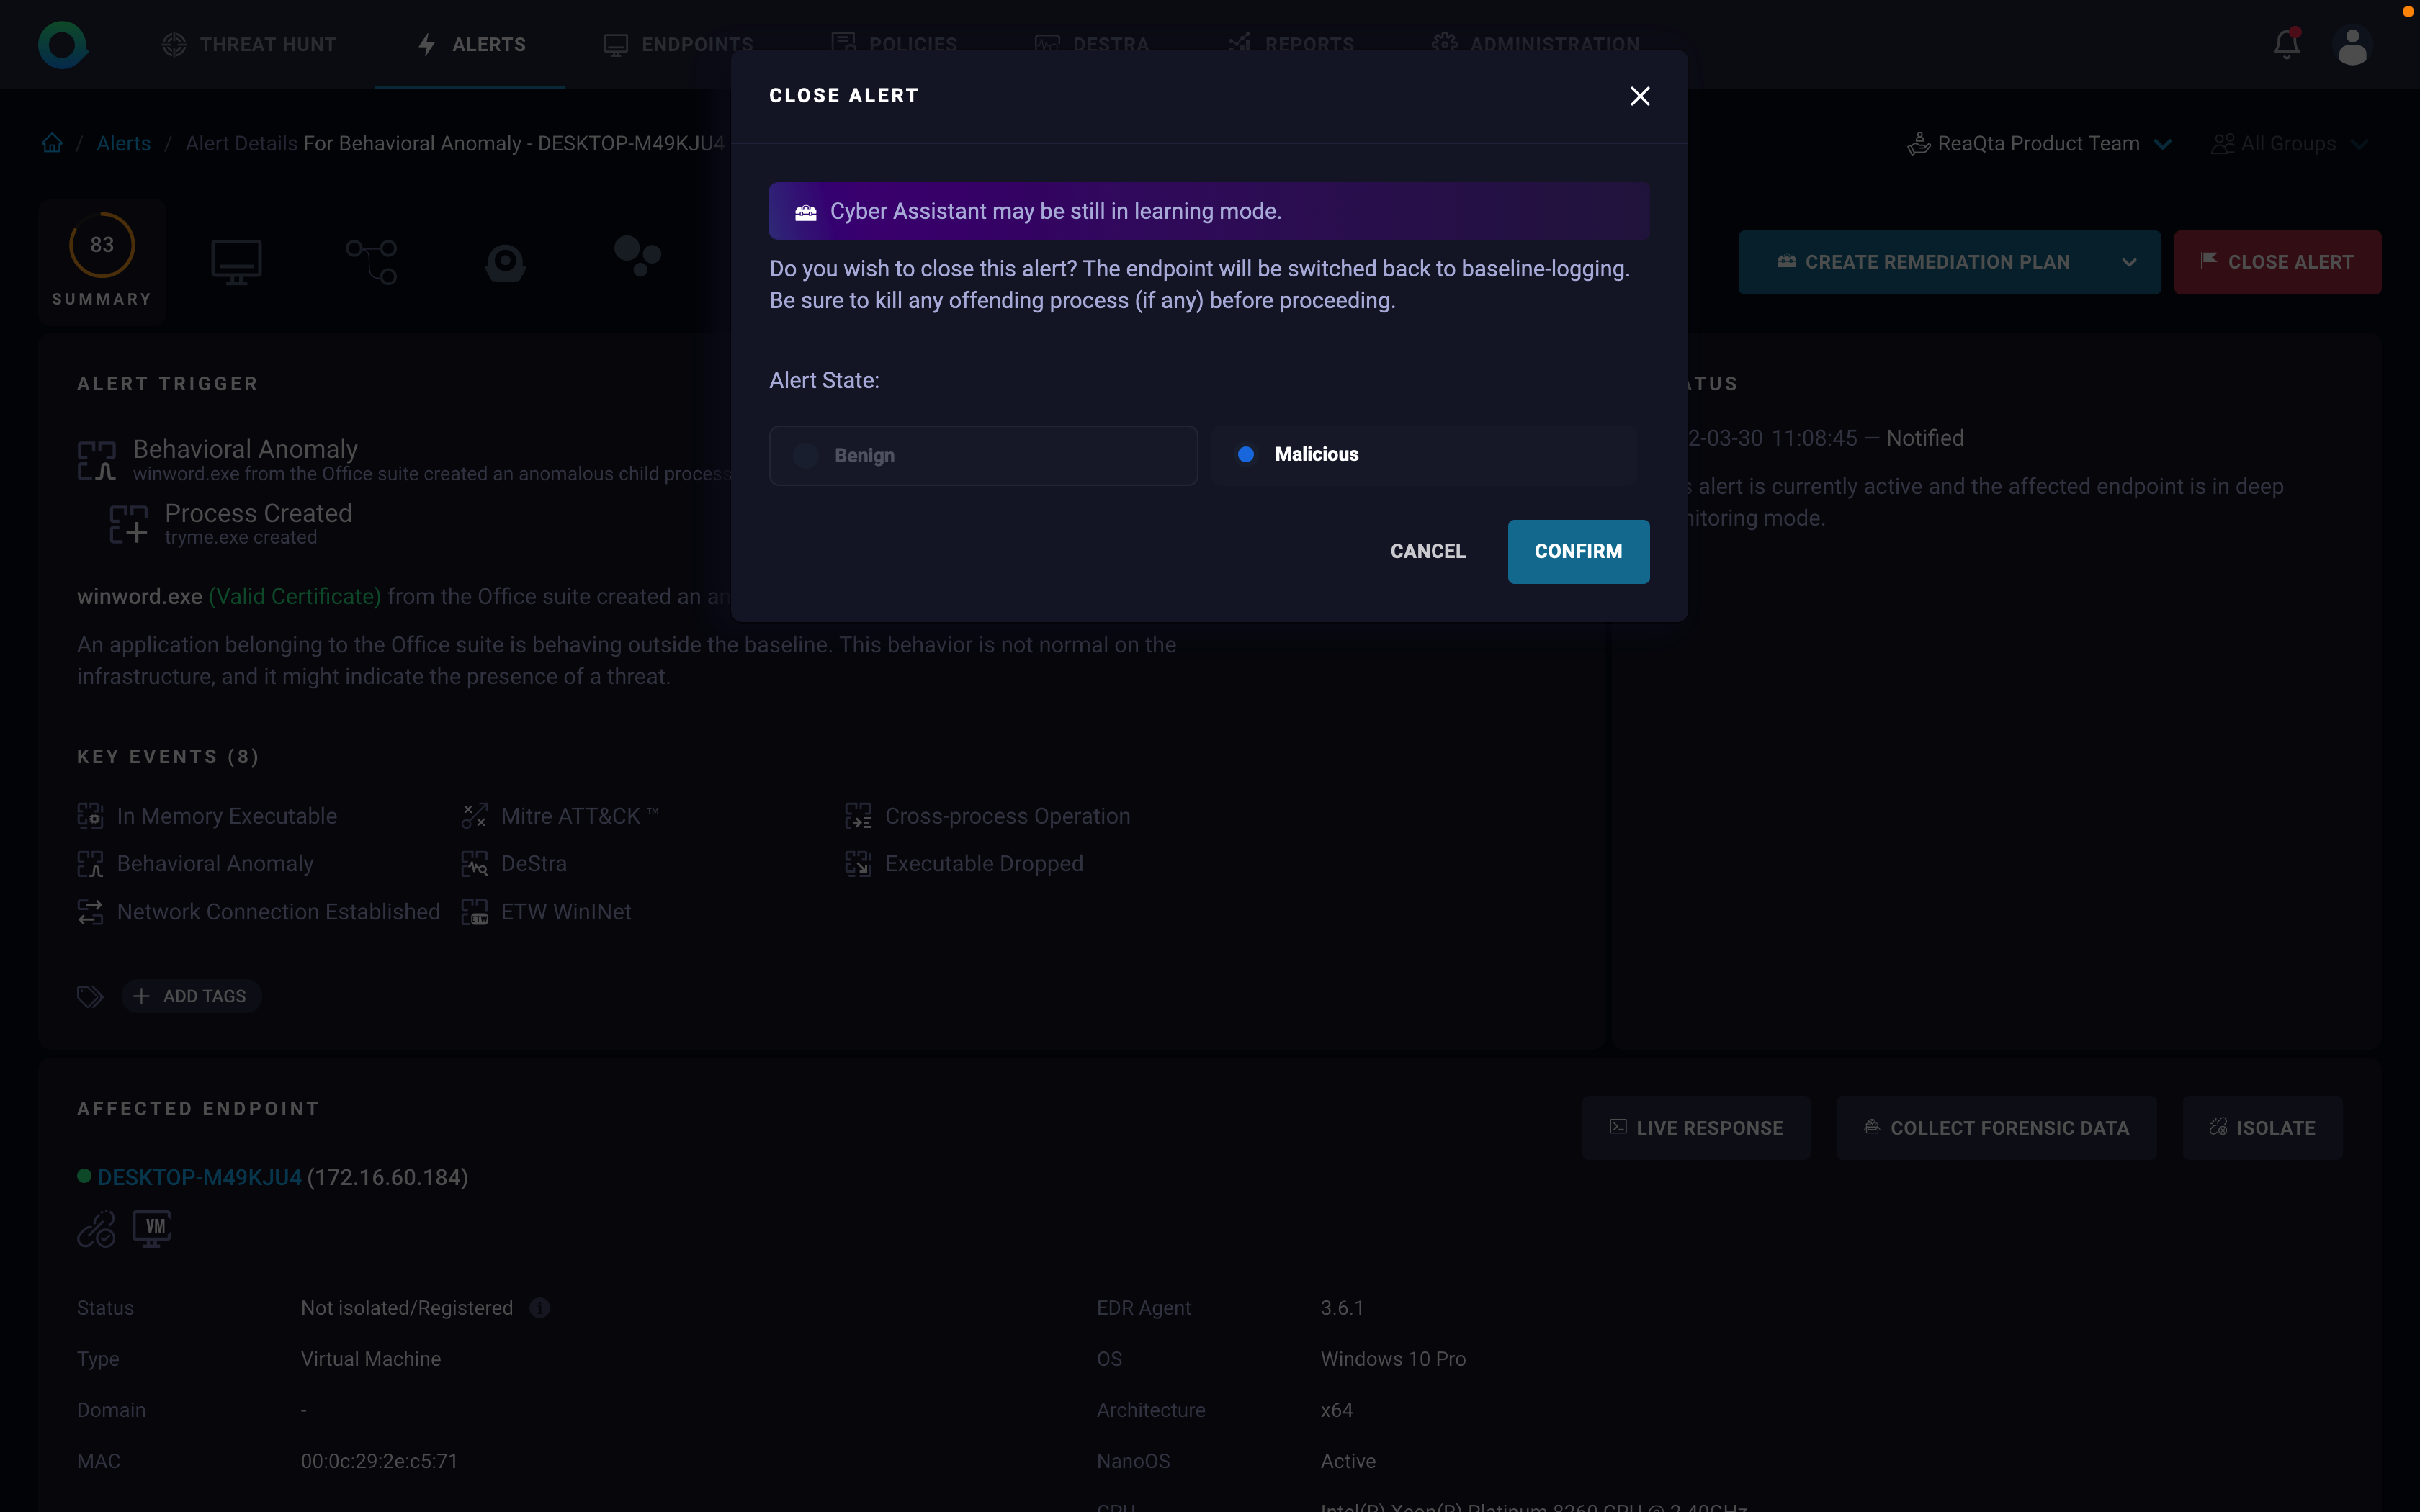 THREAT HUNT
ALERTS
ENDPOINTS
POLICIES
DESTRA
REPORTS
ADMINISTRATION
CLOSE ALERT
/ Alerts / Alert Details For Behavioral Anomaly - DESKTOP-M49KJU4
ReaQta Product Team
All Groups
Cyber Assistant may be still in learning mode.
Do you wish to close this alert? The endpoint will be switched back to baseline-logging.
Be sure to kill any offending process (if any) before proceeding.
Alert State:
Benign
Malicious
CANCEL
CONFIRM
83
SUMMARY
CREATE REMEDIATION PLAN
CLOSE ALERT
ALERT TRIGGER
Behavioral Anomaly
winword.exe from the Office suite created an anomalous child process
Process Created
tryme.exe created
winword.exe (Valid Certificate) from the Office suite created an an
An application belonging to the Office suite is behaving outside the baseline. This behavior is not normal on the
infrastructure, and it might indicate the presence of a threat.
KEY EVENTS (8)
In Memory Executable
Mitre ATT&CK ™
Cross-process Operation
Behavioral Anomaly
DeStra
Executable Dropped
Network Connection Established
ETW
ETW WinINet
ADD TAGS
ATUS
2-03-30 11:08:45 — Notified
s alert is currently active and the affected endpoint is in deep
nitoring mode.
AFFECTED ENDPOINT
LIVE RESPONSE
COLLECT FORENSIC DATA
ISOLATE
DESKTOP-M49KJU4 (172.16.60.184)
VM
Status Not isolated/Registered
EDR Agent 3.6.1
Type Virtual Machine
OS Windows 10 Pro
Domain -
Architecture x64
MAC 00:0c:29:2e:c5:71
NanoOS Active
CPU Intel(R) Xeon(R) Platinum 8260 CPU @ 2.40GHz